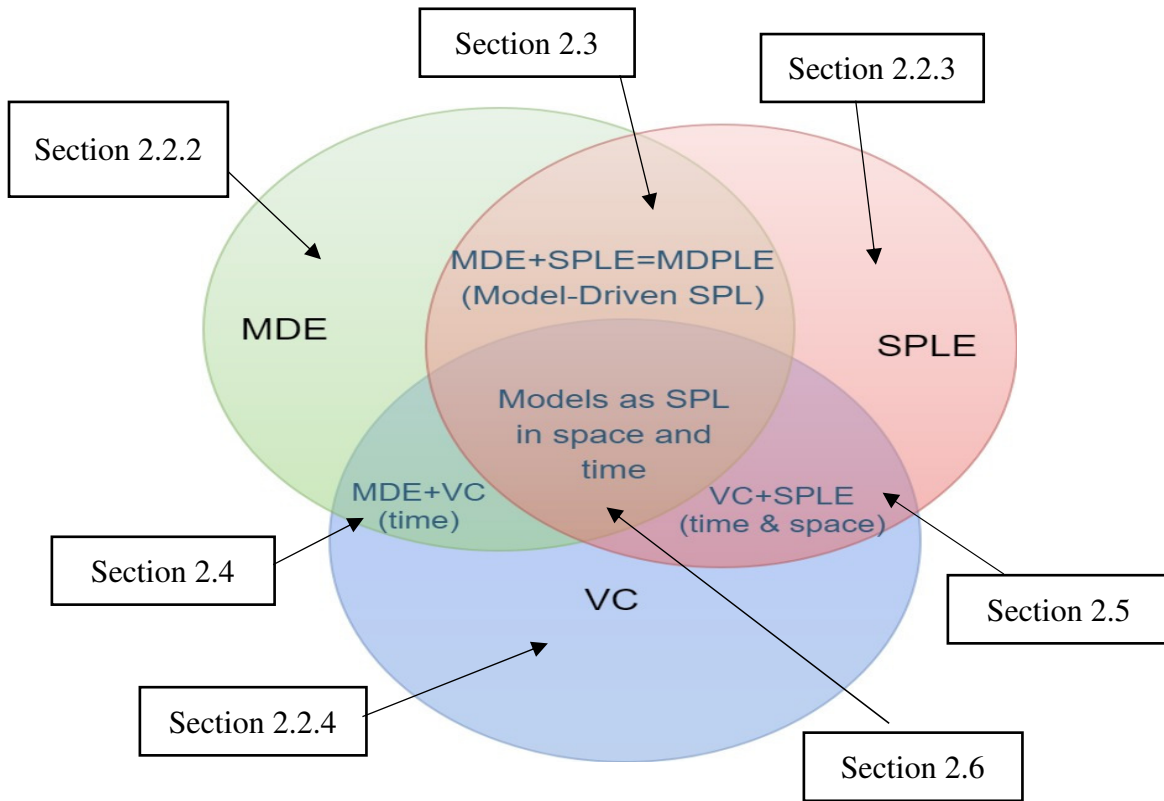 Section 2.3
Section 2.2.3
Section 2.2.2
MDE+SPLE=MDPLE
(Model-Driven SPL)
MDE
SPLE
Models as SPL
in space and
time
MDE+VC
(time)
VC+SPLE
(time & space)
Section 2.4
VC
Section 2.5
Section 2.2.4
Section 2.6